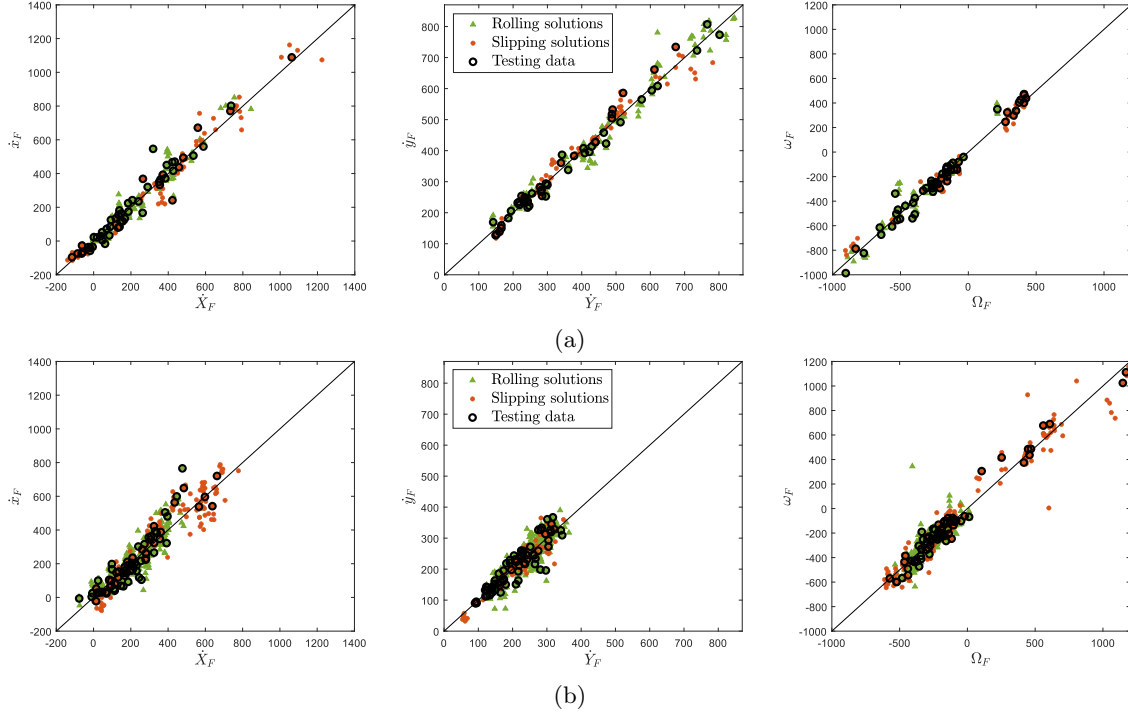 1400
1200
1000
800
600
400
200
0
-200
-200 0 200 400 600 800 1000 1200 1400
ẋ_F
Ẋ_F
800
700
600
500
400
300
200
100
0
0 100 200 300 400 500 600 700 800
ẏ_F
Ẏ_F
Rolling solutions
Slipping solutions
Testing data
1200
1000
800
600
400
200
0
-200
-400
-600
-800
-1000
-1000 -500 0 500 1000
ω_F
Ω_F
(a)
1400
1200
1000
800
600
400
200
0
-200
-200 0 200 400 600 800 1000 1200 1400
ẋ_F
Ẋ_F
800
700
600
500
400
300
200
100
0
0 100 200 300 400 500 600 700 800
ẏ_F
Ẏ_F
Rolling solutions
Slipping solutions
Testing data
1200
1000
800
600
400
200
0
-200
-400
-600
-800
-1000
-1000 -500 0 500 1000
ω_F
Ω_F
(b)